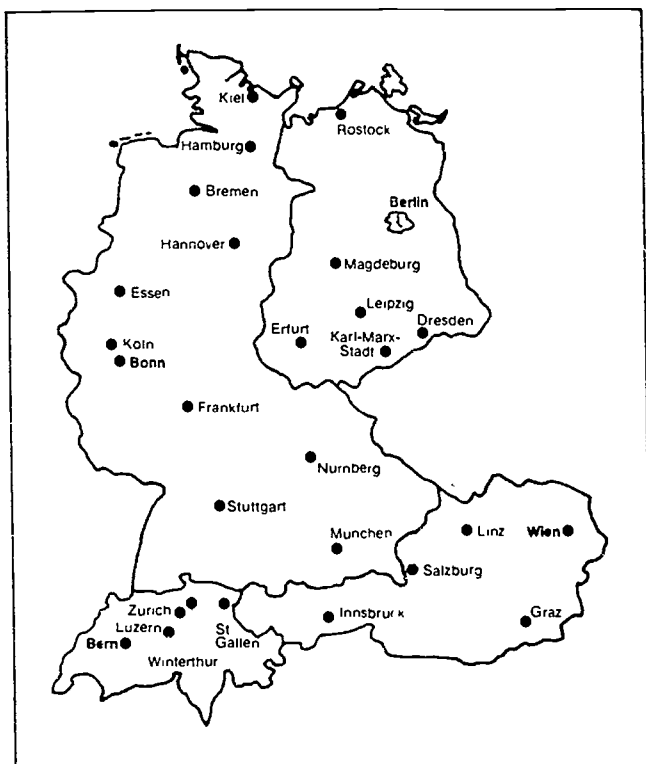 Kiel
Rostock
Hamburg
Bremen
Berlin
Hannover
Magdeburg
Essen
Leipzig
Dresden
Erfurt
Karl-Marx-
Stadt
Koln
Bonn
Frankfurt
Nurnberg
Stuttgart
Linz
Wien
Munchen
Salzburg
Zurich
Innsbruck
Graz
Luzern
St
Gallen
Bern
Winterthur